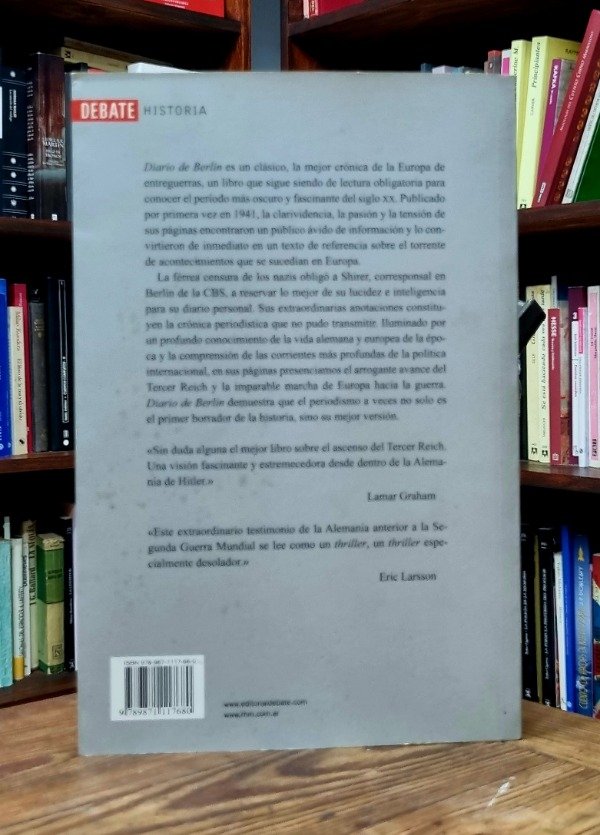 DEBATE HISTORIA
Diario de Berlín es un clásico, la mejor crónica de la Europa de
entreguerras, un libro que sigue siendo de lectura obligatoria para
conocer el período más oscuro y fascinante del siglo XX. Publicado
por primera vez en 1941, la clarividencia, la pasión y la tensión de
sus páginas encontraron un público ávido de información y lo con-
virtieron de inmediato en un texto de referencia sobre el torrente
de acontecimientos que se sucedían en Europa.
La férrea censura de los nazis obligó a Shirer, corresponsal en
Berlín de la CBS, a reservar lo mejor de su lucidez e inteligencia
para su diario personal. Sus extraordinarias anotaciones constitu-
yen la crónica periodística que no pudo transmitir. Iluminado por
un profundo conocimiento de la vida alemana y europea de la épo-
ca y la comprensión de las corrientes más profundas de la política
internacional, en sus páginas presenciamos el arrogante avance del
Tercer Reich y la imparable marcha de Europa hacia la guerra.
Diario de Berlín demuestra que el periodismo a veces no solo es
el primer borrador de la historia, sino su mejor versión.
«Sin duda alguna el mejor libro sobre el ascenso del Tercer Reich.
Una visión fascinante y estremecedora desde dentro de la Alema-
nia de Hitler.»
Lamar Graham
«Este extraordinario testimonio de la Alemania anterior a la Se-
gunda Guerra Mundial se lee como un thriller, un thriller espe-
cialmente desolador.»
Eric Larsson
9 789871 117680
www.editorialdebate.com
www.rhm.com.ar
KAFKA
HESSE